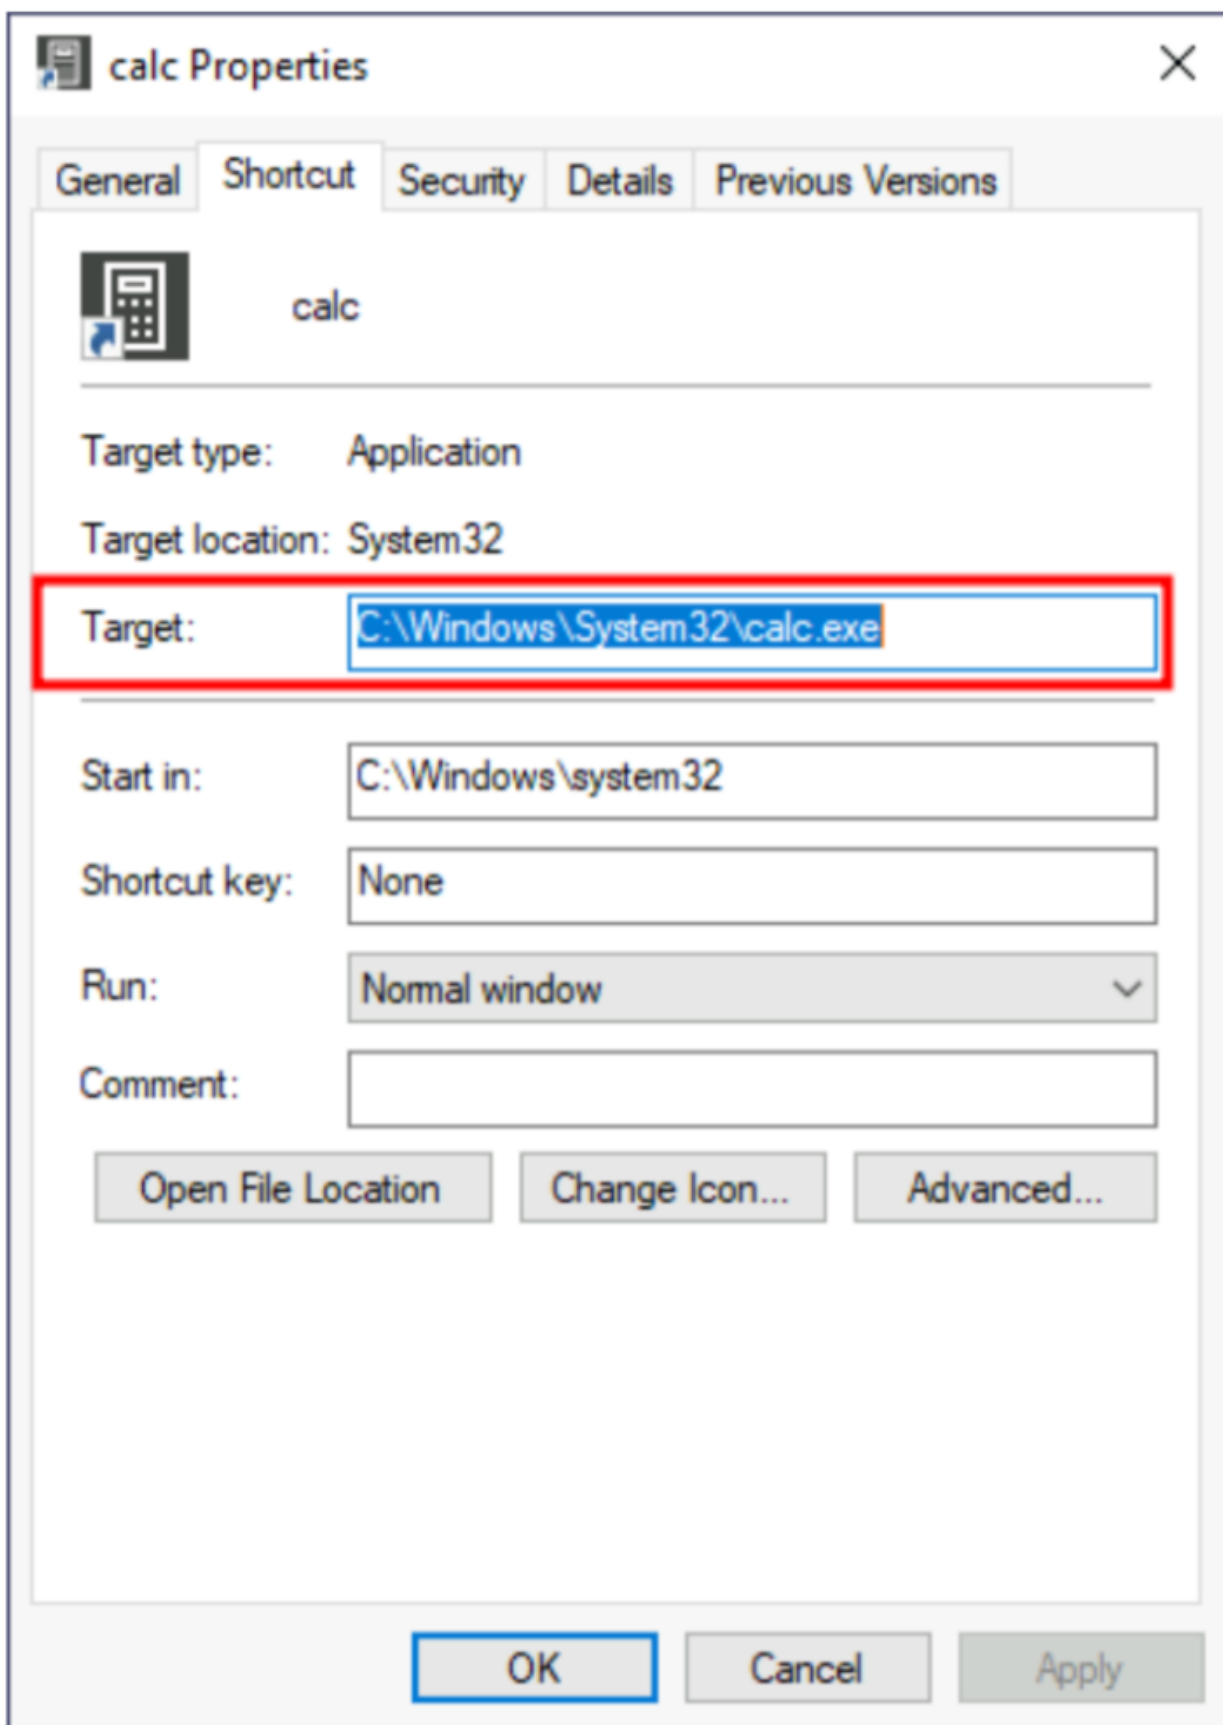 calc Properties
General Shortcut Security Details Previous Versions
calc
Target type: Application
Target location: System32
Target: C:\Windows\System32\calc.exe
Start in: C:\Windows\system32
Shortcut key: None
Run: Normal window
Comment:
Open File Location Change Icon... Advanced...
OK Cancel Apply